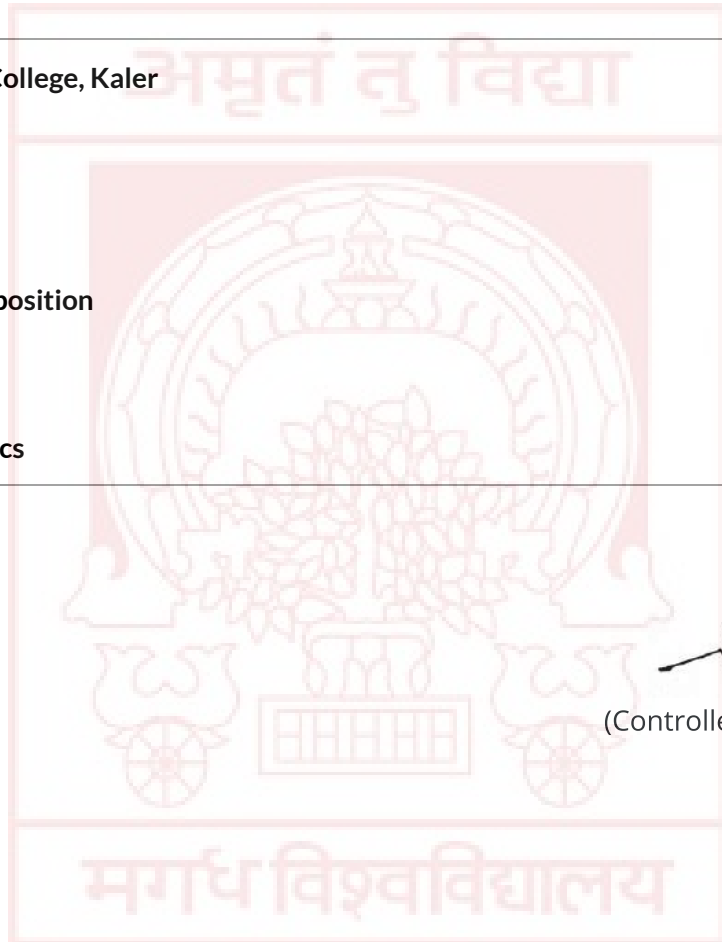 अमृतं तु विद्या
College, Kaler
position
cs
(Controlle
मगध विश्वविद्यालय